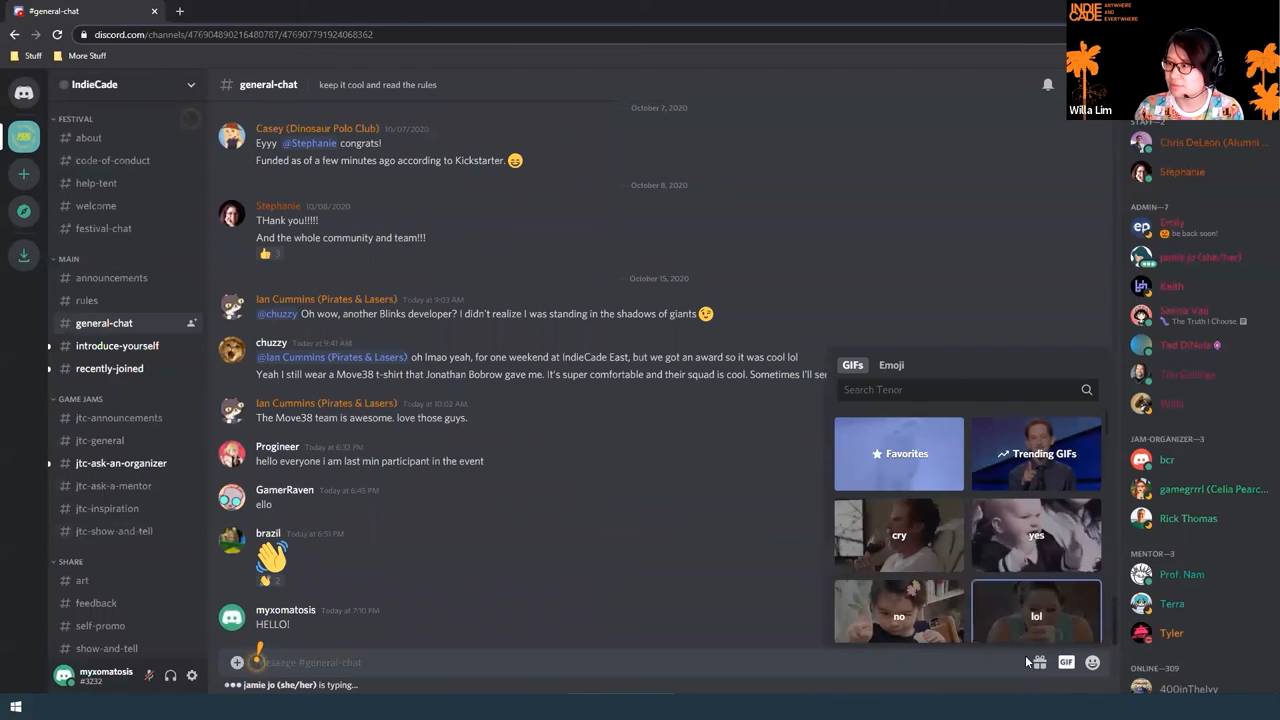 #general-chat
discord.com/channels/476904890216480787/476907791924068362
Stuff
More Stuff
INDIE
CADE
ANYWHERE
AND
EVERYWHERE
Willa Lim
IndieCade
general-chat
keep it cool and read the rules
FESTIVAL
about
code-of-conduct
help-tent
welcome
festival-chat
MAIN
announcements
rules
general-chat
introduce-yourself
recently-joined
GAME JAMS
jtc-announcements
jtc-general
jtc-ask-an-organizer
jtc-ask-a-mentor
jtc-inspiration
jtc-show-and-tell
SHARE
art
feedback
self-promo
show-and-tell
myxomatosis
#3232
October 7, 2020
Casey (Dinosaur Polo Club) 10/07/2020
Eyyy @Stephanie congrats!
Funded as of a few minutes ago according to Kickstarter.
October 8, 2020
Stephanie 10/08/2020
THank you!!!!!
And the whole community and team!!!
3
October 15, 2020
Ian Cummins (Pirates & Lasers) Today at 9:03 AM
@chuzzy Oh wow, another Blinks developer? I didn't realize I was standing in the shadows of giants
chuzzy Today at 9:41 AM
@Ian Cummins (Pirates & Lasers) oh lmao yeah, for one weekend at IndieCade East, but we got an award so it was cool lol
Yeah I still wear a Move38 t-shirt that Jonathan Bobrow gave me. It's super comfortable and their squad is cool. Sometimes I'll see
Ian Cummins (Pirates & Lasers) Today at 10:02 AM
The Move38 team is awesome. love those guys.
Progineer Today at 6:32 PM
hello everyone i am last min participant in the event
GamerRaven Today at 6:45 PM
ello
brazil Today at 6:51 PM
2
myxomatosis Today at 7:10 PM
HELLO!
Message #general-chat
GIF
jamie jo (she/her) is typing...
GIFs
Emoji
Search Tenor
Favorites
Trending GIFs
cry
yes
no
lol
STAFF—2
Chris DeLeon (Alumni ...
Stephanie
ADMIN—7
Emily
be back soon!
jamie jo (she/her)
Keith
The Truth I Choose
Ted DiNola
Willa
JAM-ORGANIZER—3
bcr
gamegrrrl (Celia Pearc...
Rick Thomas
MENTOR—3
Prof. Nam
Terra
Tyler
ONLINE—309
400inTheIvy